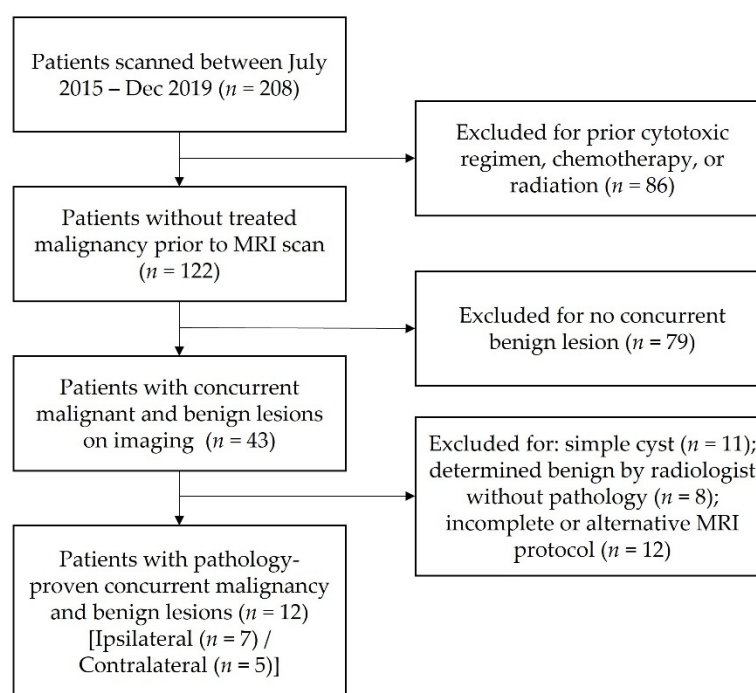 Patients scanned between July
2015 – Dec 2019 (n = 208)
Excluded for prior cytotoxic
regimen, chemotherapy, or
radiation (n = 86)
Patients without treated
malignancy prior to MRI scan
(n = 122)
Excluded for no concurrent
benign lesion (n = 79)
Patients with concurrent
malignant and benign lesions
on imaging (n = 43)
Excluded for: simple cyst (n = 11);
determined benign by radiologist
without pathology (n = 8);
incomplete or alternative MRI
protocol (n = 12)
Patients with pathology-
proven concurrent malignancy
and benign lesions (n = 12)
[Ipsilateral (n = 7) /
Contralateral (n = 5)]